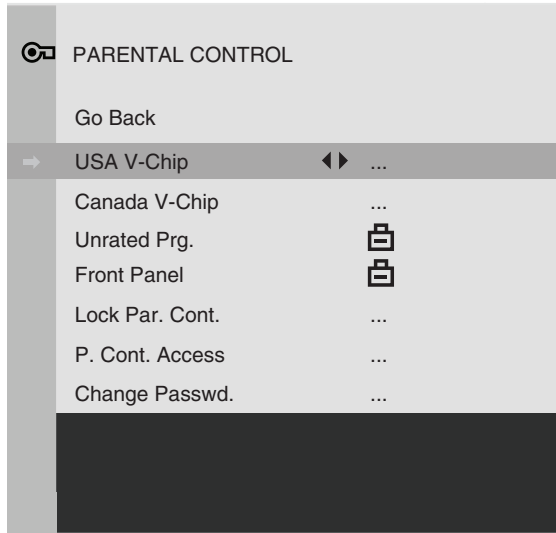 PARENTAL CONTROL
Go Back
USA V-Chip ...
Canada V-Chip ...
Unrated Prg.
Front Panel
Lock Par. Cont. ...
P. Cont. Access ...
Change Passwd. ...